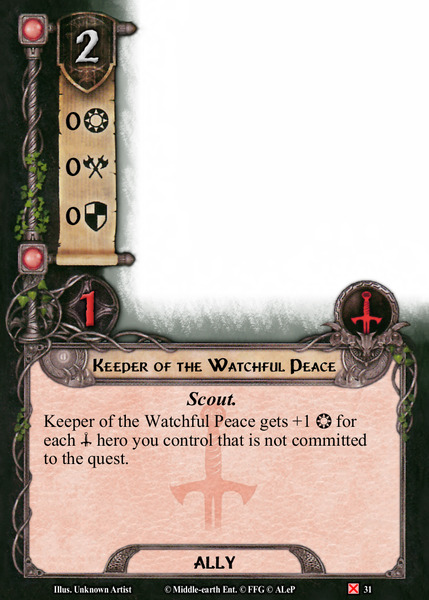 2
0
0
0
1
Keeper of the Watchful Peace
Scout.
Keeper of the Watchful Peace gets +1 for
each hero you control that is not committed
to the quest.
ALLY
Illus. Unknown Artist © Middle-earth Ent. © FFG © ALeP 31